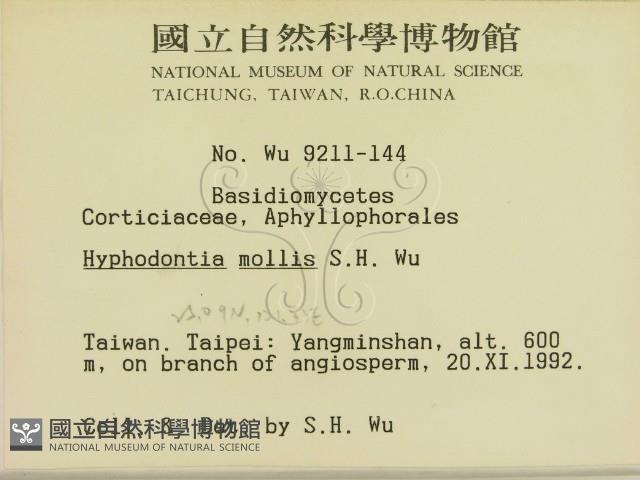 國立自然科學博物館
NATIONAL MUSEUM OF NATURAL SCIENCE
TAICHUNG, TAIWAN, R.O.CHINA
No. Wu 9211-144
Basidiomycetes
Corticiaceae, Aphyllophorales
Hyphodontia mollis S.H. Wu
Taiwan. Taipei: Yangminshan, alt. 600
m, on branch of angiosperm, 20.XI.1992.
Coll. & Det. by S.H. Wu
國立自然科學博物館
NATIONAL MUSEUM OF NATURAL SCIENCE